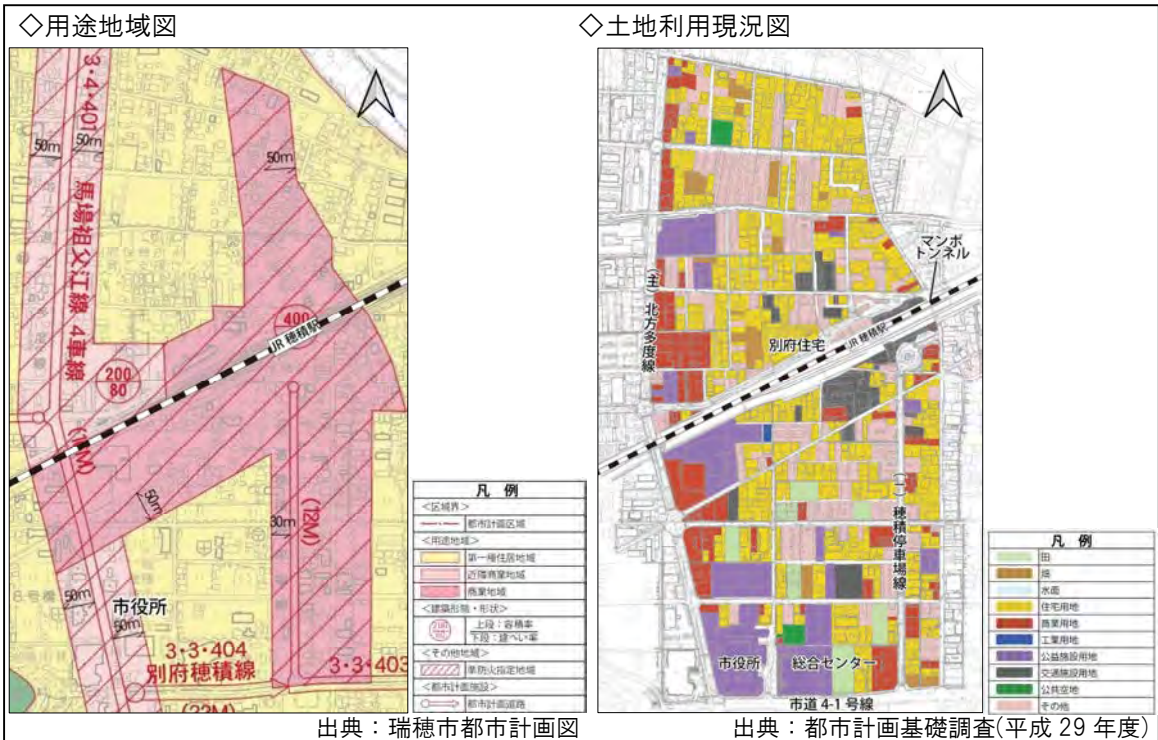 ◇用途地域図
3・4・401
馬場祖父江線 4車線
50m
50m
50m
400
JR 穂積駅
200
80
50m
30m
(12M)
50m
50m
市役所
3・3・404
別府穂積線
3・3・403
(22M)
凡 例
<区域界>
都市計画区域
<用途地域>
第一種住居地域
近隣商業地域
商業地域
<建築形態・形状>
上段：容積率
下段：建ぺい率
<その他地域>
準防火指定地域
<都市計画施設>
都市計画道路
出典：瑞穂市都市計画図
◇土地利用現況図
マンボ
トンネル
(主) 北方多度線
別府住宅
JR 穂積駅
(一) 穂積停車場線
市役所
総合センター
市道 4-1 号線
凡 例
田
畑
水面
住宅用地
商業用地
工業用地
公益施設用地
交通施設用地
公共空地
その他
出典：都市計画基礎調査(平成 29 年度)